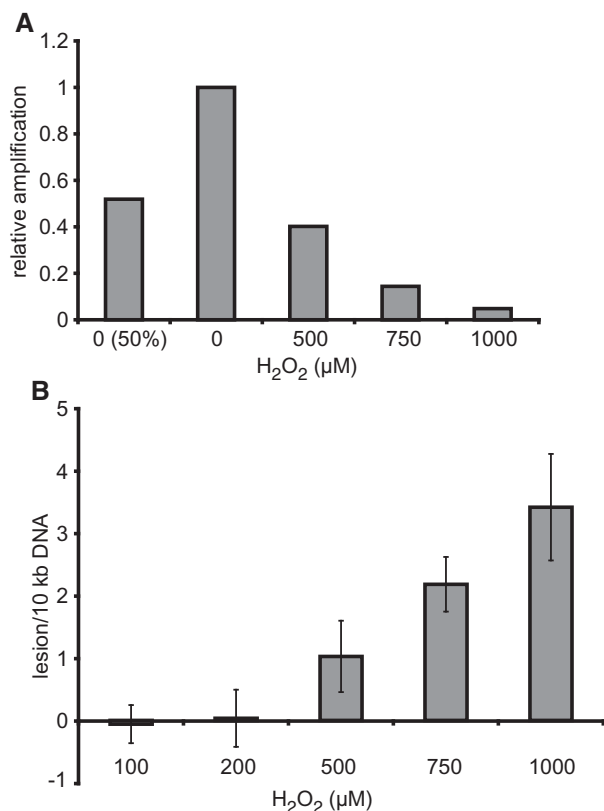 A
relative amplification
1.2
1
0.8
0.6
0.4
0.2
0
0 (50%) 0 500 750 1000
H₂O₂ (µM)
B
lesion/10 kb DNA
5
4
3
2
1
0
-1
100 200 500 750 1000
H₂O₂ (µM)